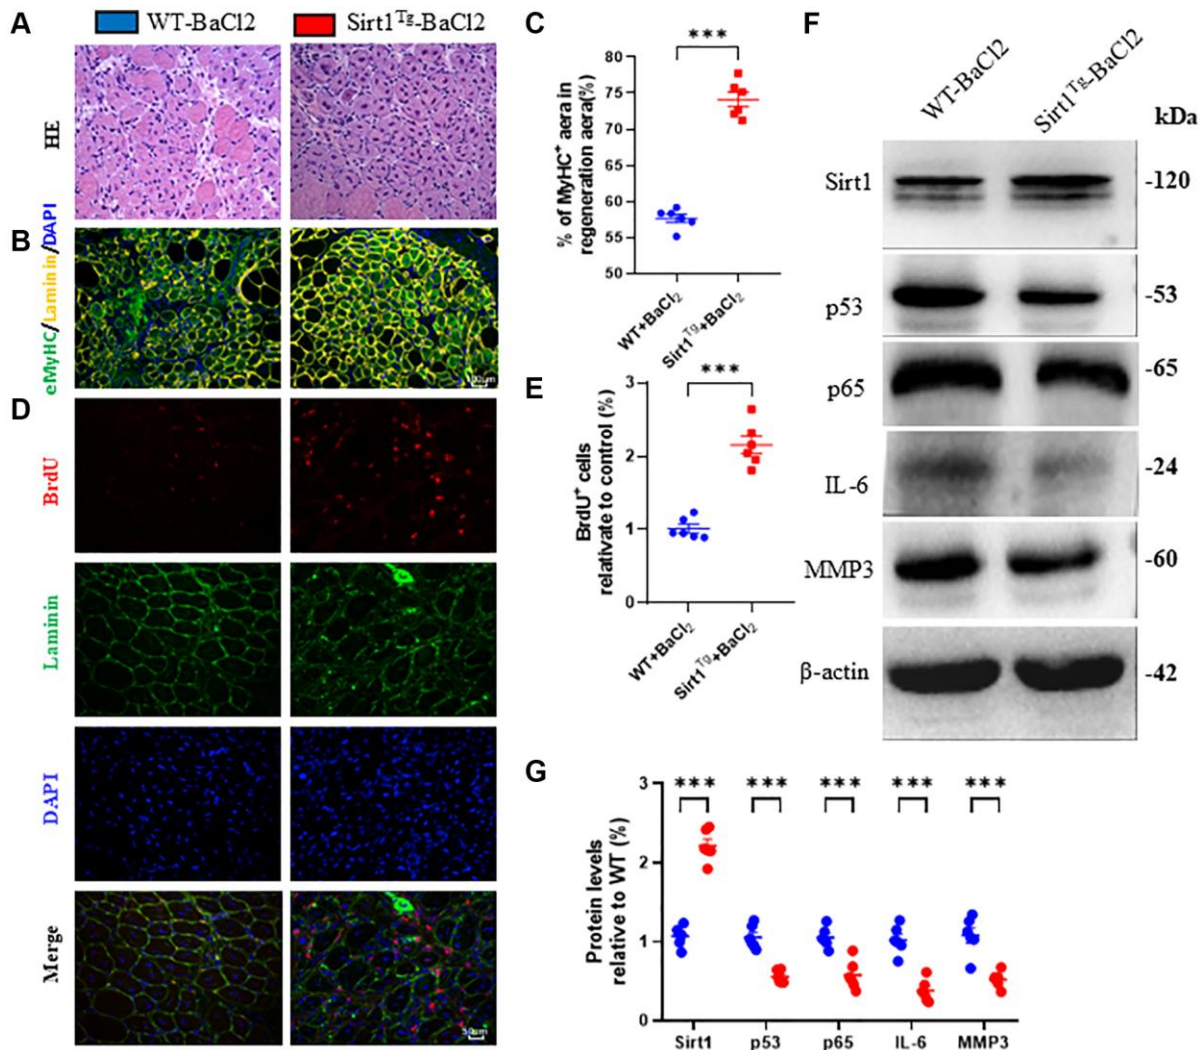 A
WT-BaCl2
Sirt1Tg-BaCl2
HE
B
eMyHC/Laminin/DAPI
100μm
D
BrdU
Laminin
DAPI
Merge
50μm
C
***
% of MyHC+ aera in
regeneration aera(%)
80
75
70
65
60
55
50
WT+BaCl2
Sirt1Tg+BaCl2
E
***
BrdU+ cells
relativate to control (%)
3
2
1
0
WT+BaCl2
Sirt1Tg+BaCl2
F
WT-BaCl2
Sirt1Tg-BaCl2
kDa
Sirt1
-120
p53
-53
p65
-65
IL-6
-24
MMP3
-60
β-actin
-42
G
Protein levels
relative to WT (%)
3
2
1
0
*** *** *** *** ***
Sirt1 p53 p65 IL-6 MMP3